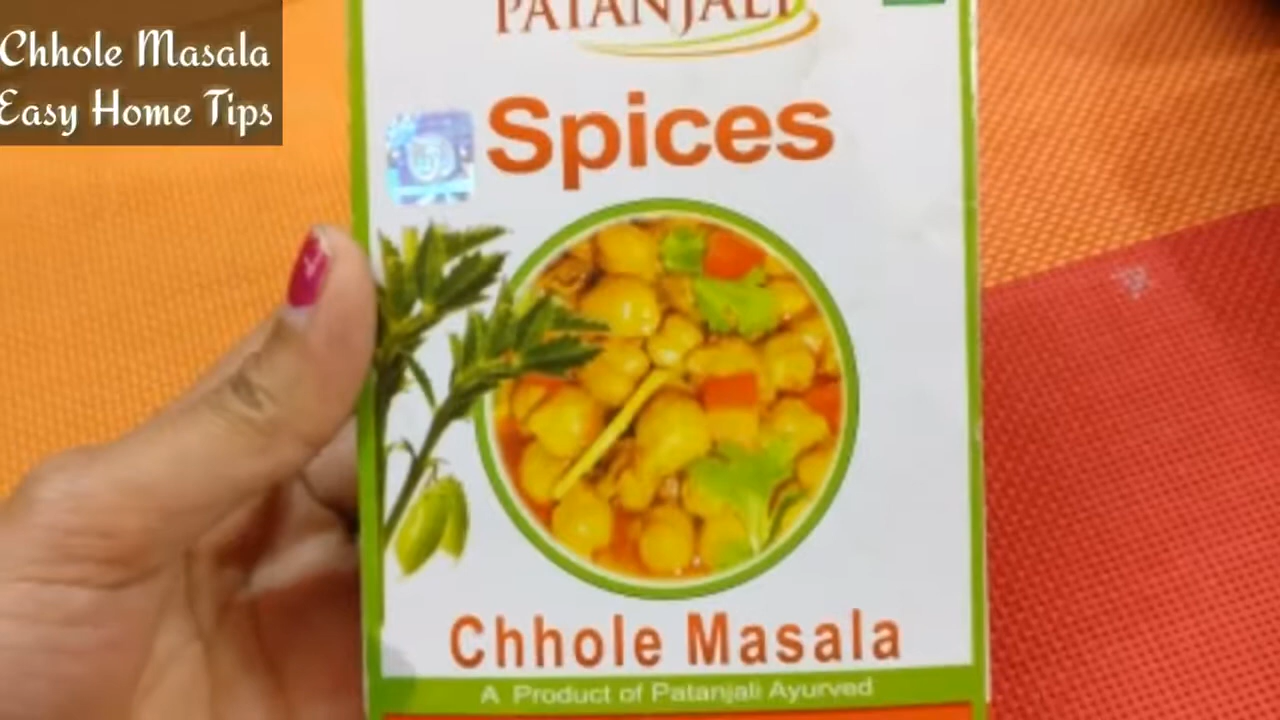 Chhole Masala
Easy Home Tips
PATANJALI
Spices
Chhole Masala
A Product of Patanjali Ayurved